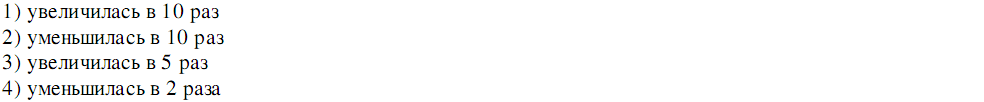 1) увеличилась в 10 раз
2) уменьшилась в 10 раз
3) увеличилась в 5 раз
4) уменьшилась в 2 раза